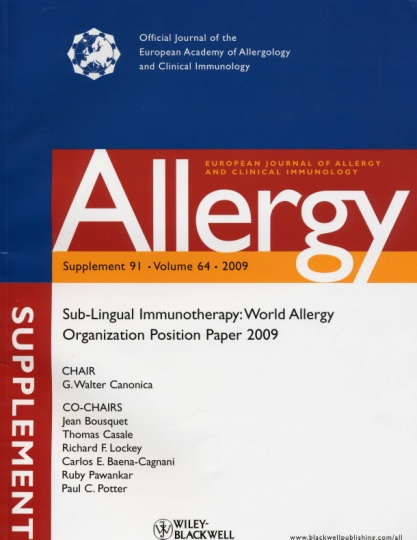 Official Journal of the
European Academy of Allergology
and Clinical Immunology
EUROPEAN JOURNAL OF ALLERGY
AND CLINICAL IMMUNOLOGY
Allergy
Supplement 91 • Volume 64 • 2009
SUPPLEMENT
Sub-Lingual Immunotherapy: World Allergy
Organization Position Paper 2009
CHAIR
G. Walter Canonica
CO-CHAIRS
Jean Bousquet
Thomas Casale
Richard F. Lockey
Carlos E. Baena-Cagnani
Ruby Pawankar
Paul C. Potter
WILEY-
BLACKWELL
www.blackwellpublishing.com/all